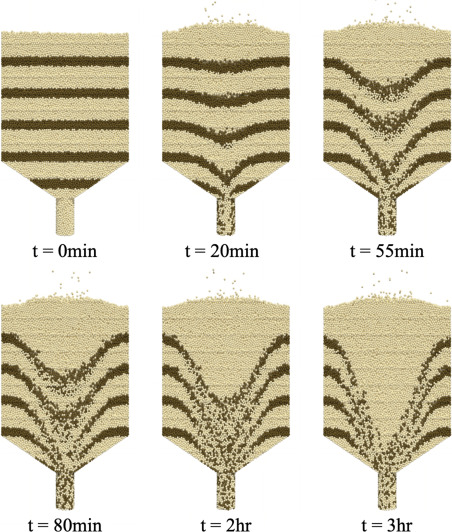 t = 0min
t = 20min
t = 55min
t = 80min
t = 2hr
t = 3hr